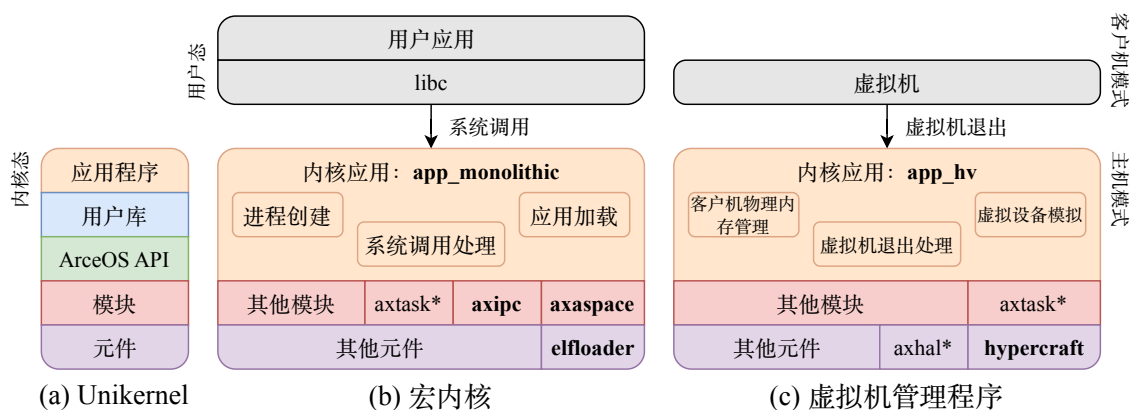 用户态
内核态
应用程序
用户库
ArceOS API
模块
元件
(a) Unikernel
用户应用
libc
系统调用
内核应用：app_monolithic
进程创建
应用加载
系统调用处理
其他模块
axtask*
axipc
axaspace
其他元件
elfloader
(b) 宏内核
客户机模式
虚拟机
虚拟机退出
主机模式
内核应用：app_hv
客户机物理内
存管理
虚拟设备模拟
虚拟机退出处理
其他模块
axtask*
其他元件
axhal*
hypercraft
(c) 虚拟机管理程序